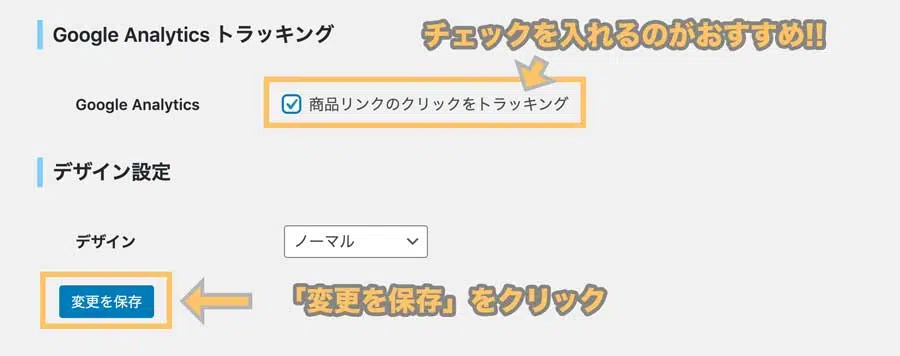 Google Analytics トラッキング
チェックを入れるのがおすすめ!!
Google Analytics
商品リンクのクリックをトラッキング
デザイン設定
デザイン
ノーマル
変更を保存
「変更を保存」をクリック